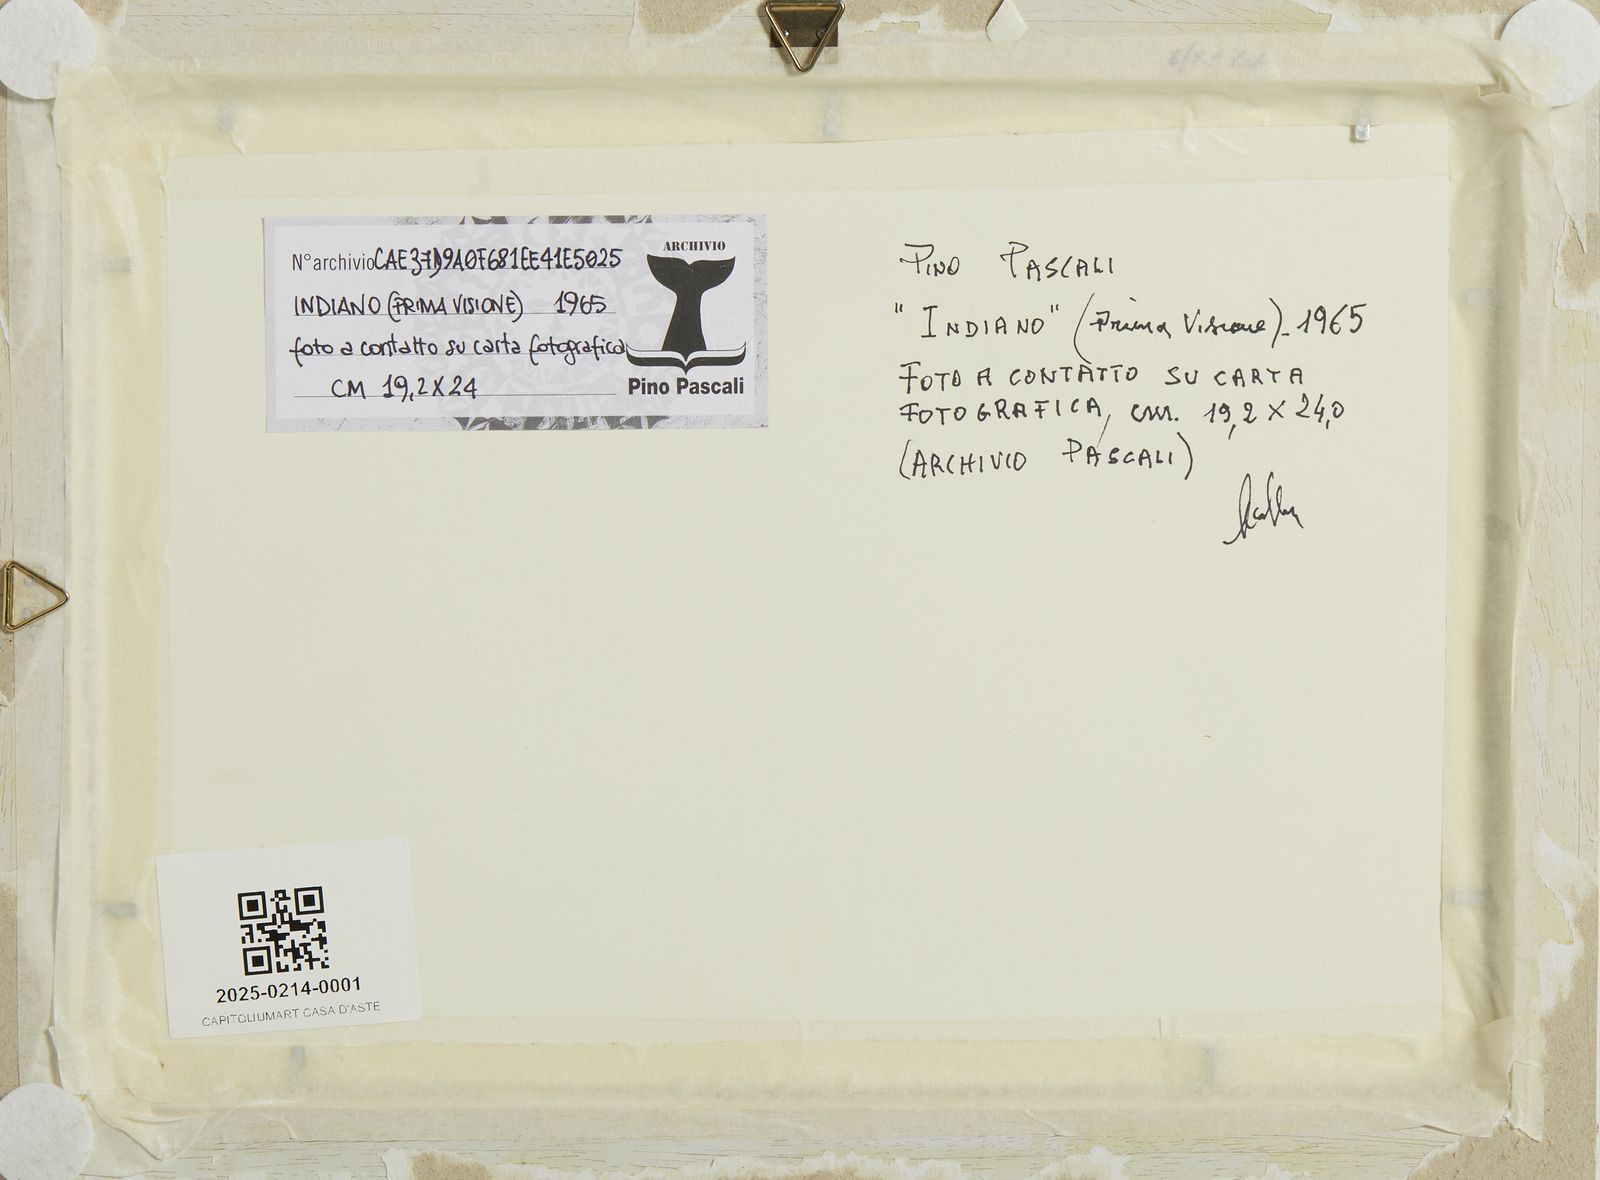 N°archivio CAE37D9A0F681EE41E5025
INDIANO (PRIMA VISIONE) 1965
foto a contatto su carta fotografica
CM 19,2X24
ARCHIVIO
Pino Pascali
PINO PASCALI
"INDIANO" (Prima Visione)_1965
FOTO A CONTATTO SU CARTA
FOTOGRAFICA, cm. 19,2 X 24,0
(ARCHIVIO PASCALI)
2025-0214-0001
CAPITOLIUMART CASA D'ASTE